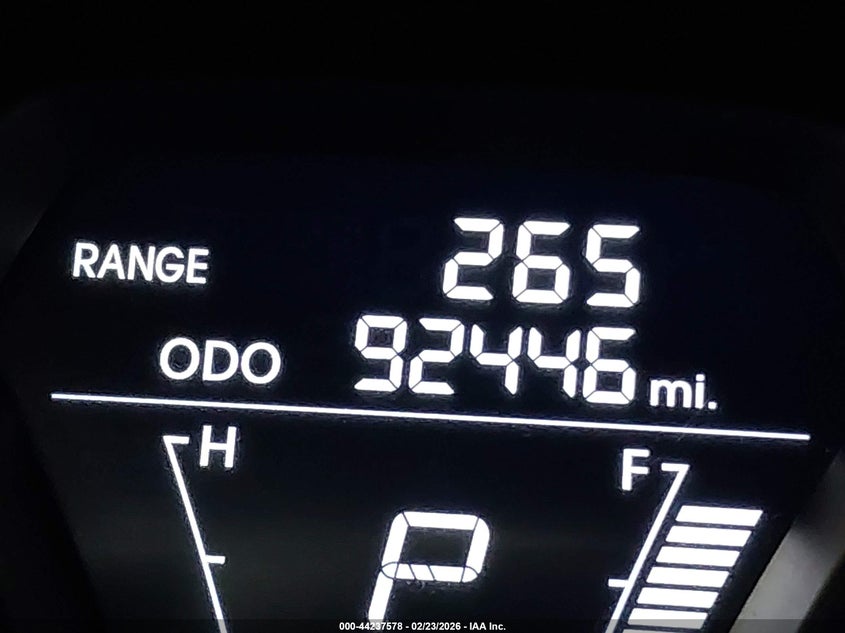 RANGE 265
ODO 92446 mi.
H F
P
000-44237578 - 02/23/2026 - IAA Inc.